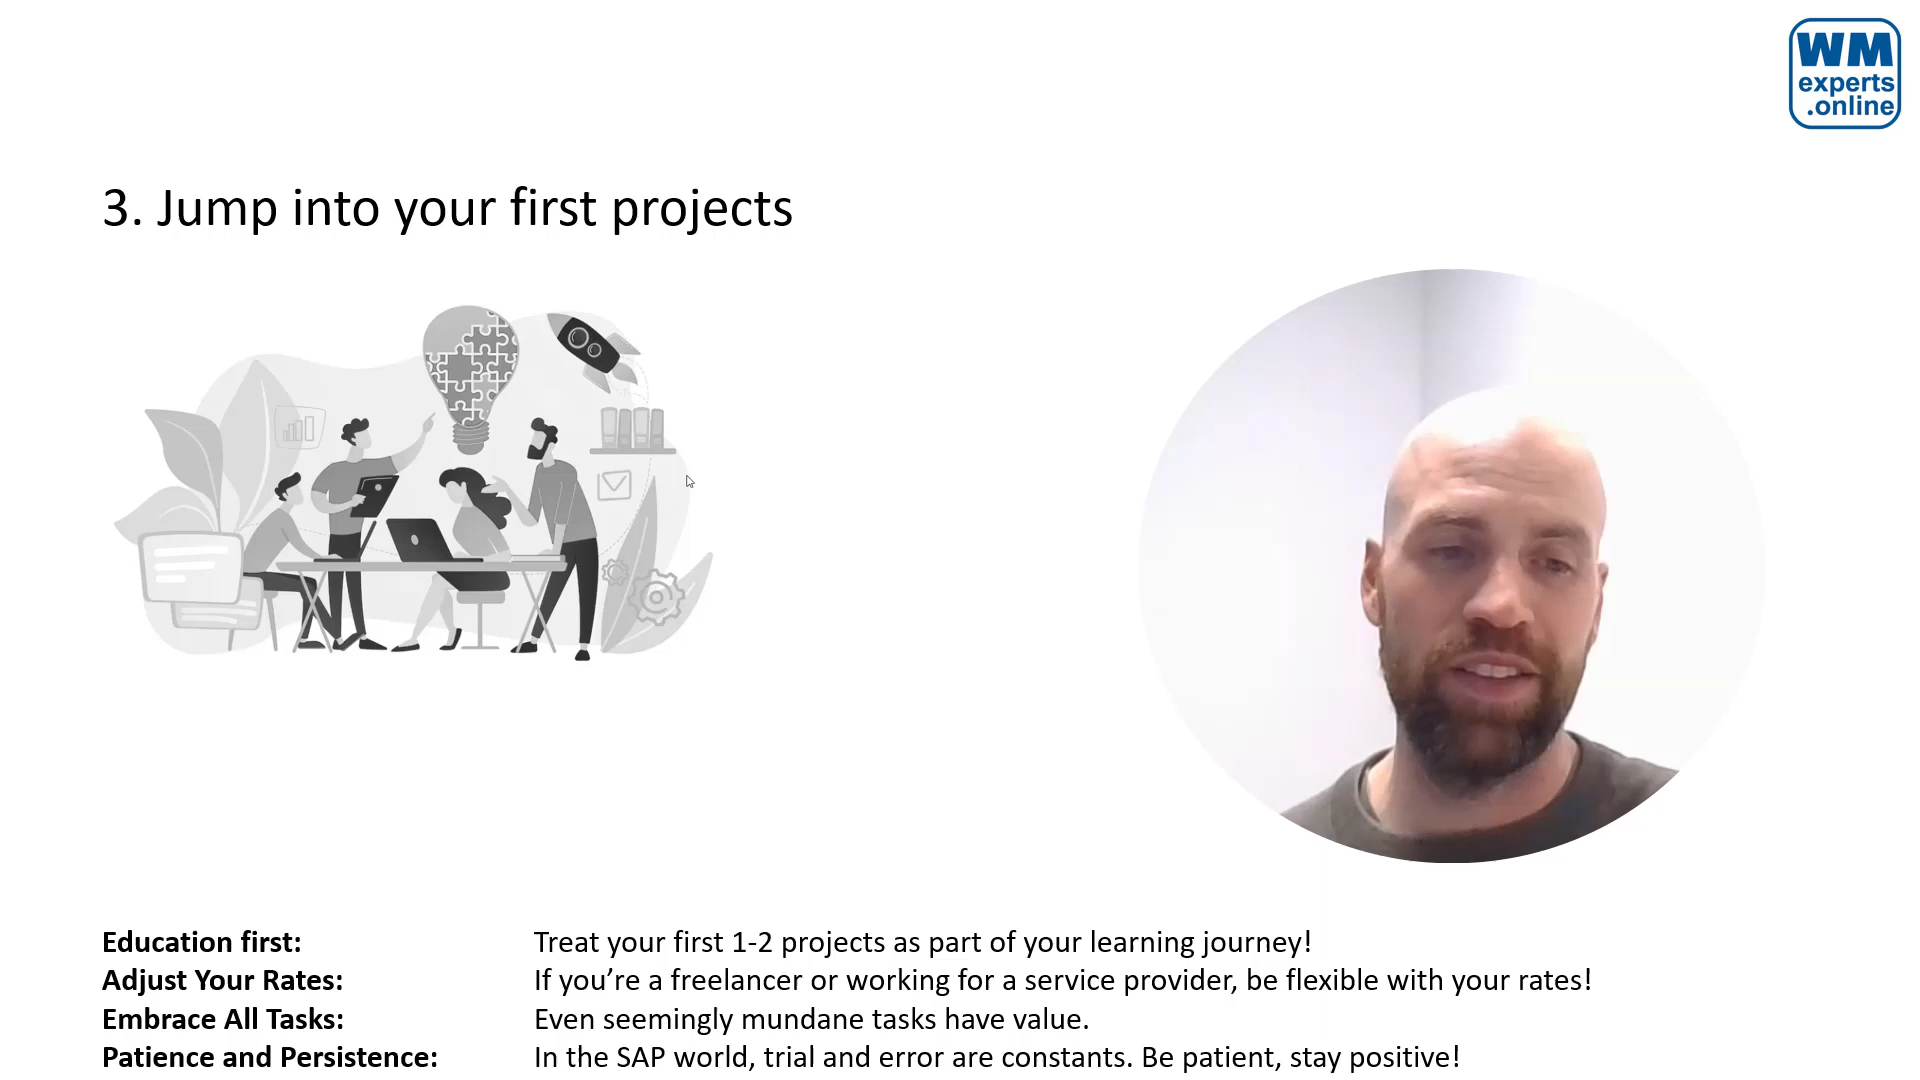 WM
experts
.online
3. Jump into your first projects
Education first: Treat your first 1-2 projects as part of your learning journey!
Adjust Your Rates: If you’re a freelancer or working for a service provider, be flexible with your rates!
Embrace All Tasks: Even seemingly mundane tasks have value.
Patience and Persistence: In the SAP world, trial and error are constants. Be patient, stay positive!